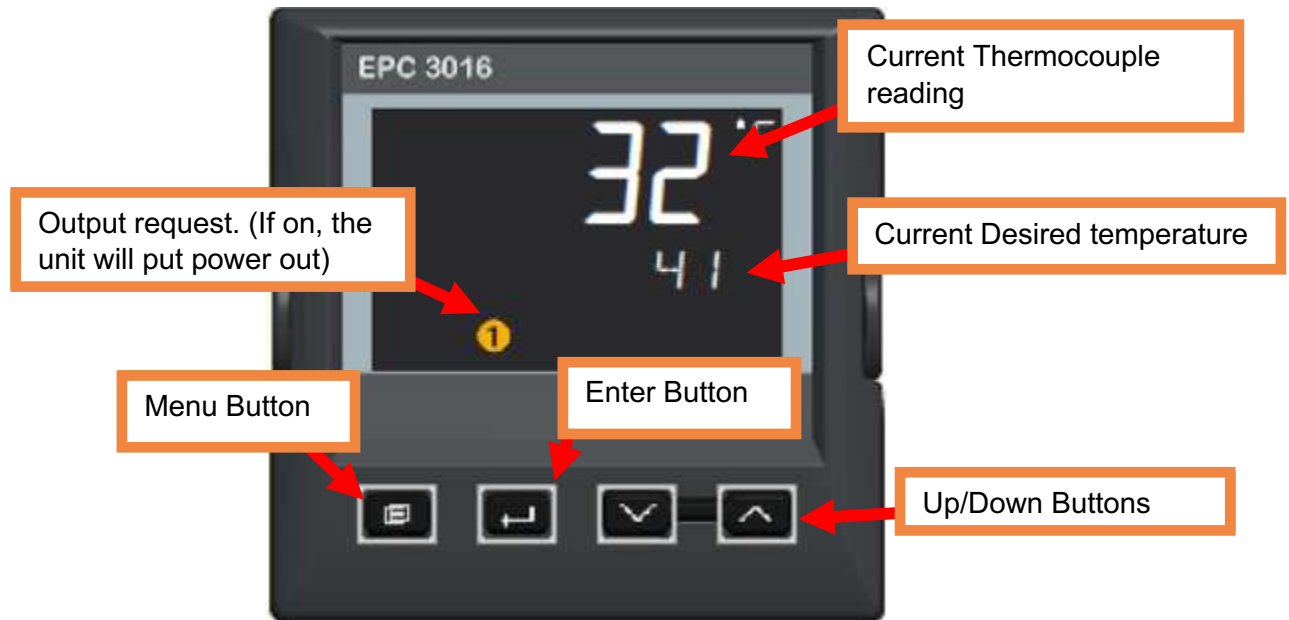 EPC 3016
Current Thermocouple
reading
32
Output request. (If on, the
unit will put power out)
Current Desired temperature
41
1
Menu Button
Enter Button
Up/Down Buttons